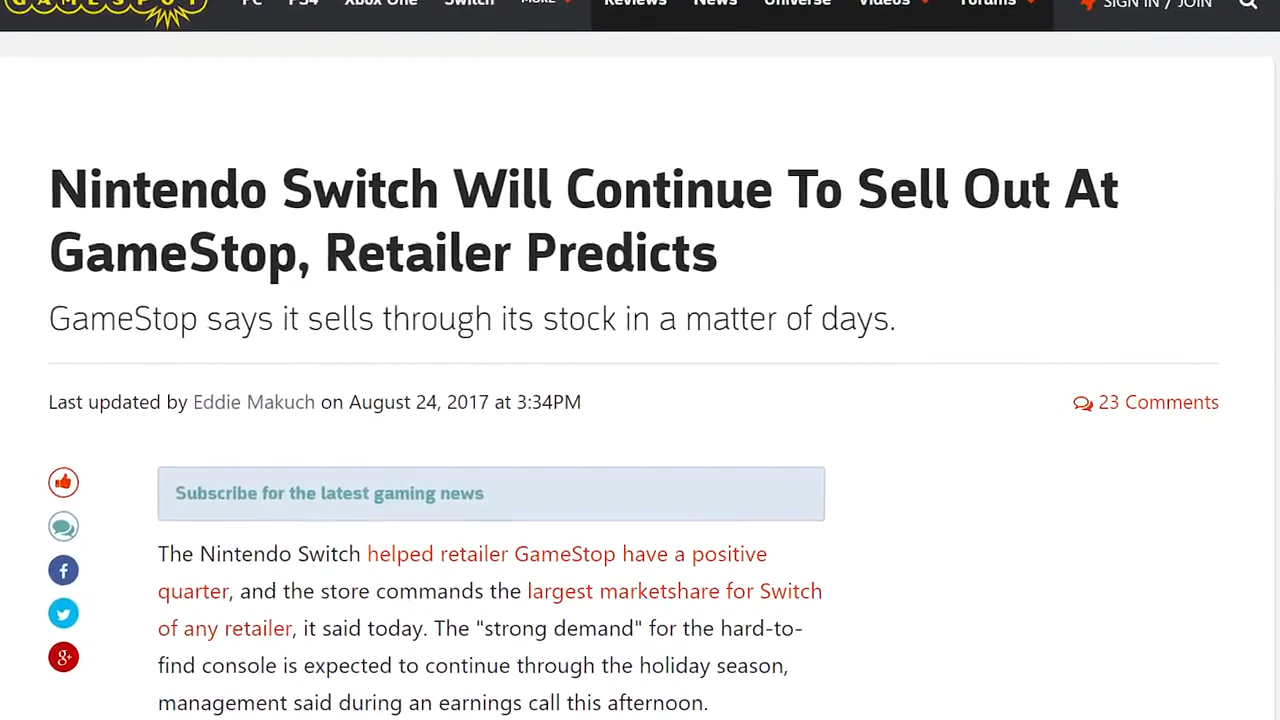 GAMESPOT PC PS4 Xbox One Switch MORE Reviews News Universe Videos Forums SIGN IN / JOIN
Nintendo Switch Will Continue To Sell Out At
GameStop, Retailer Predicts
GameStop says it sells through its stock in a matter of days.
Last updated by Eddie Makuch on August 24, 2017 at 3:34PM 23 Comments
Subscribe for the latest gaming news
The Nintendo Switch helped retailer GameStop have a positive
quarter, and the store commands the largest marketshare for Switch
of any retailer, it said today. The "strong demand" for the hard-to-
find console is expected to continue through the holiday season,
management said during an earnings call this afternoon.
f
g+